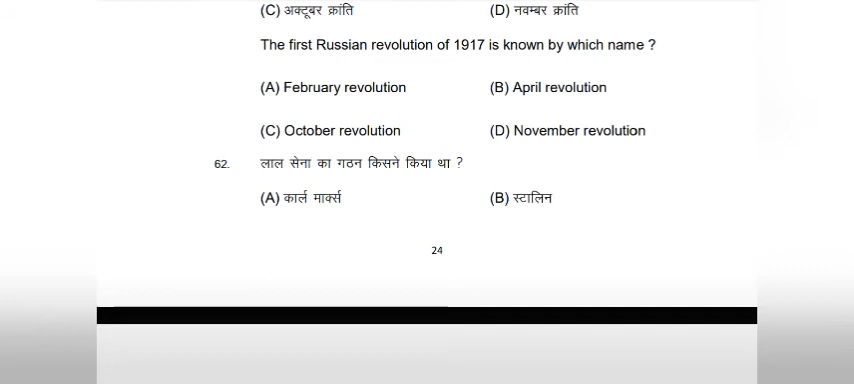 (C) अक्टूबर क्रांति (D) नवम्बर क्रांति
The first Russian revolution of 1917 is known by which name ?
(A) February revolution (B) April revolution
(C) October revolution (D) November revolution
62. लाल सेना का गठन किसने किया था ?
(A) कार्ल मार्क्स (B) स्टालिन
24